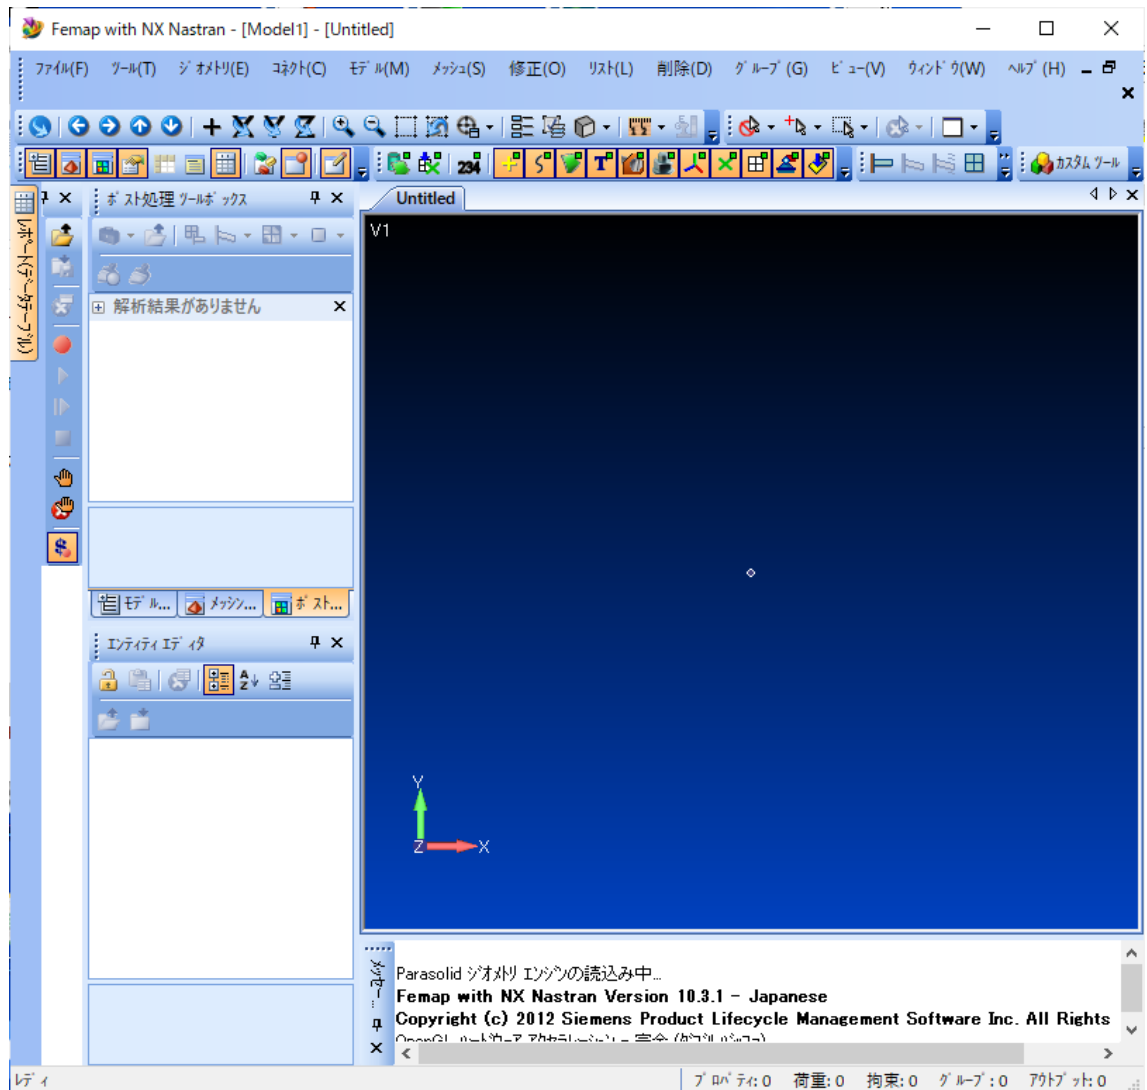 Femap with NX Nastran - [Model1] - [Untitled]
ファイル(F) ツール(T) ジオメトリ(E) コネクト(C) モデル(M) メッシュ(S) 修正(O) リスト(L) 削除(D) グループ(G) ビュー(V) ウィンドウ(W) ヘルプ(H)
234
カスタム ツール
レポート(データテーブル)
ポスト処理 ツールボックス
解析結果がありません
モデル... メッシン... ポスト...
エンティティ エディタ
Untitled
V1
Y
Z X
メッセー...
Parasolid ジオメトリ エンジンの読込み中...
Femap with NX Nastran Version 10.3.1 - Japanese
Copyright (c) 2012 Siemens Product Lifecycle Management Software Inc. All Rights
レディ
プロパティ: 0 荷重: 0 拘束: 0 グループ: 0 アウトプット: 0